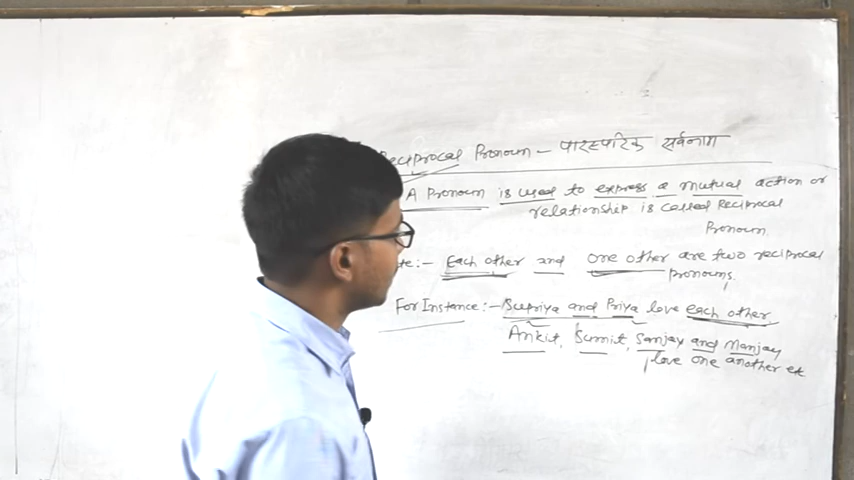 Reciprocal Pronoun - पारस्पारिक सर्वनाम
A Pronoun is used to express a mutual action or
relationship is called Reciprocal
Pronoun.
te:- Each other and one other are two reciprocal
pronouns,
For Instance:- Supriya and Priya love each other
Ankit, Sumit, Sanjay and Manjay
love one another etc